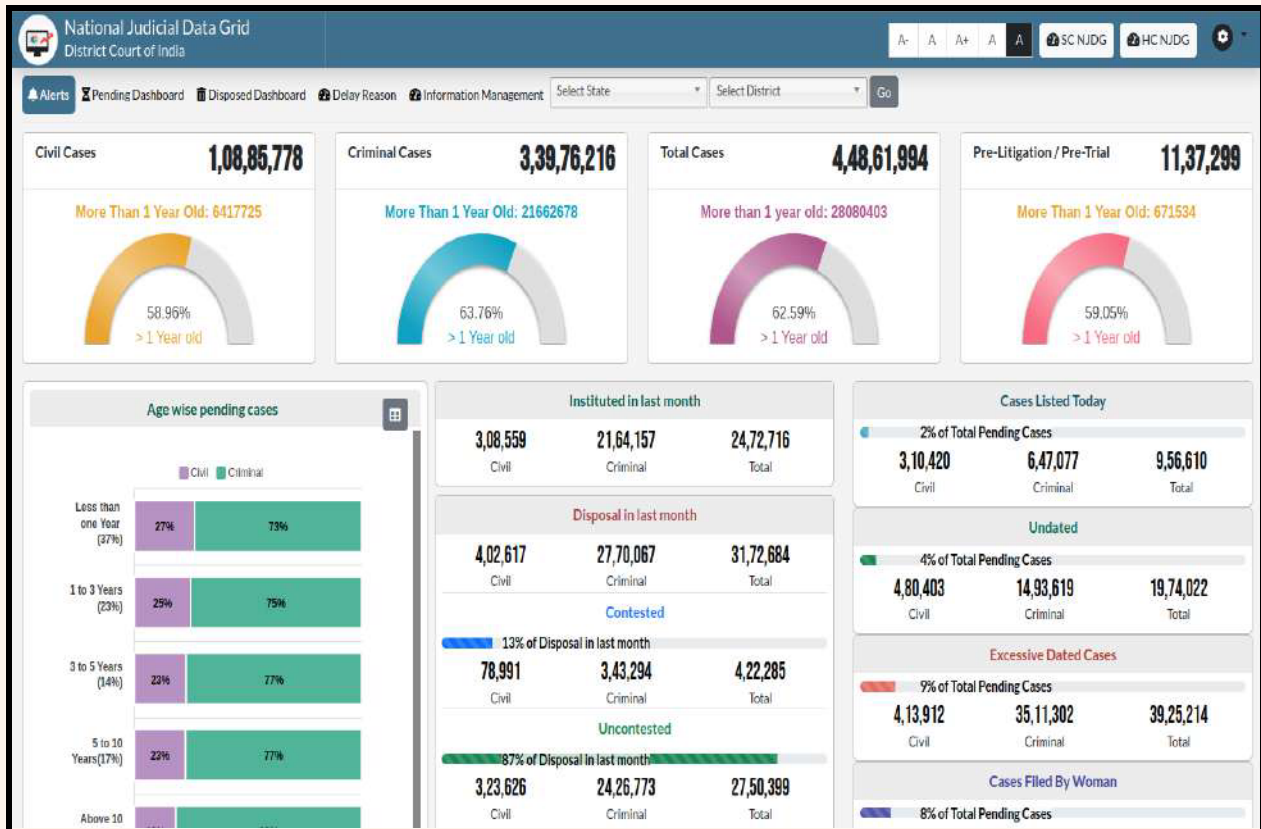 National Judicial Data Grid
District Court of India
A- A A+ A A SC NJDG HC NJDG
Alerts Pending Dashboard Disposed Dashboard Delay Reason Information Management Select State Select District Go
Civil Cases 1,08,85,778
More Than 1 Year Old: 6417725
58.96%
> 1 Year old
Criminal Cases 3,39,76,216
More Than 1 Year Old: 21662678
63.76%
> 1 Year old
Total Cases 4,48,61,994
More than 1 year old: 28080403
62.59%
> 1 Year old
Pre-Litigation / Pre-Trial 11,37,299
More Than 1 Year Old: 671534
59.05%
> 1 Year old
Age wise pending cases
Civil Criminal
Less than
one Year
(37%)
27% 73%
1 to 3 Years
(23%)
25% 75%
3 to 5 Years
(14%)
23% 77%
5 to 10
Years(17%)
23% 77%
Above 10
Instituted in last month
3,08,559 21,64,157 24,72,716
Civil Criminal Total
Disposal in last month
4,02,617 27,70,067 31,72,684
Civil Criminal Total
Contested
13% of Disposal in last month
78,991 3,43,294 4,22,285
Civil Criminal Total
Uncontested
87% of Disposal in last month
3,23,626 24,26,773 27,50,399
Civil Criminal Total
Cases Listed Today
2% of Total Pending Cases
3,10,420 6,47,077 9,56,610
Civil Criminal Total
Undated
4% of Total Pending Cases
4,80,403 14,93,619 19,74,022
Civil Criminal Total
Excessive Dated Cases
9% of Total Pending Cases
4,13,912 35,11,302 39,25,214
Civil Criminal Total
Cases Filed By Woman
8% of Total Pending Cases